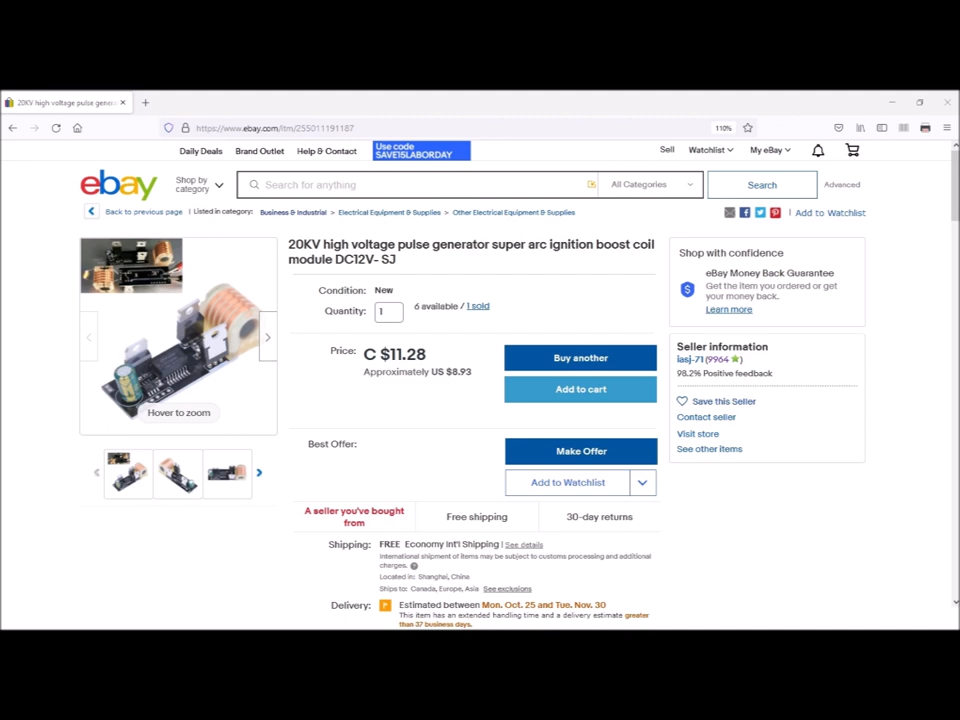 20KV high voltage pulse genera
https://www.ebay.com/itm/255011191187
110%
Daily Deals Brand Outlet Help & Contact
Use code
SAVE15LABORDAY
Sell Watchlist My eBay
ebay
Shop by
category
Search for anything
All Categories
Search
Advanced
Back to previous page | Listed in category: Business & Industrial > Electrical Equipment & Supplies > Other Electrical Equipment & Supplies
| Add to Watchlist
20KV high voltage pulse generator super arc ignition boost coil
module DC12V- SJ
Condition: New
Quantity: 1
6 available / 1 sold
Price: C $11.28
Approximately US $8.93
Buy another
Add to cart
Best Offer:
Make Offer
Add to Watchlist
Hover to zoom
A seller you've bought
from
Free shipping
30-day returns
Shipping: FREE Economy Int'l Shipping | See details
International shipment of items may be subject to customs processing and additional
charges.
Located in: Shanghai, China
Ships to: Canada, Europe, Asia See exclusions
Delivery: Estimated between Mon. Oct. 25 and Tue. Nov. 30
This item has an extended handling time and a delivery estimate greater
than 37 business days.
Shop with confidence
eBay Money Back Guarantee
Get the item you ordered or get
your money back.
Learn more
Seller information
iasj-71 (9964)
98.2% Positive feedback
Save this Seller
Contact seller
Visit store
See other items